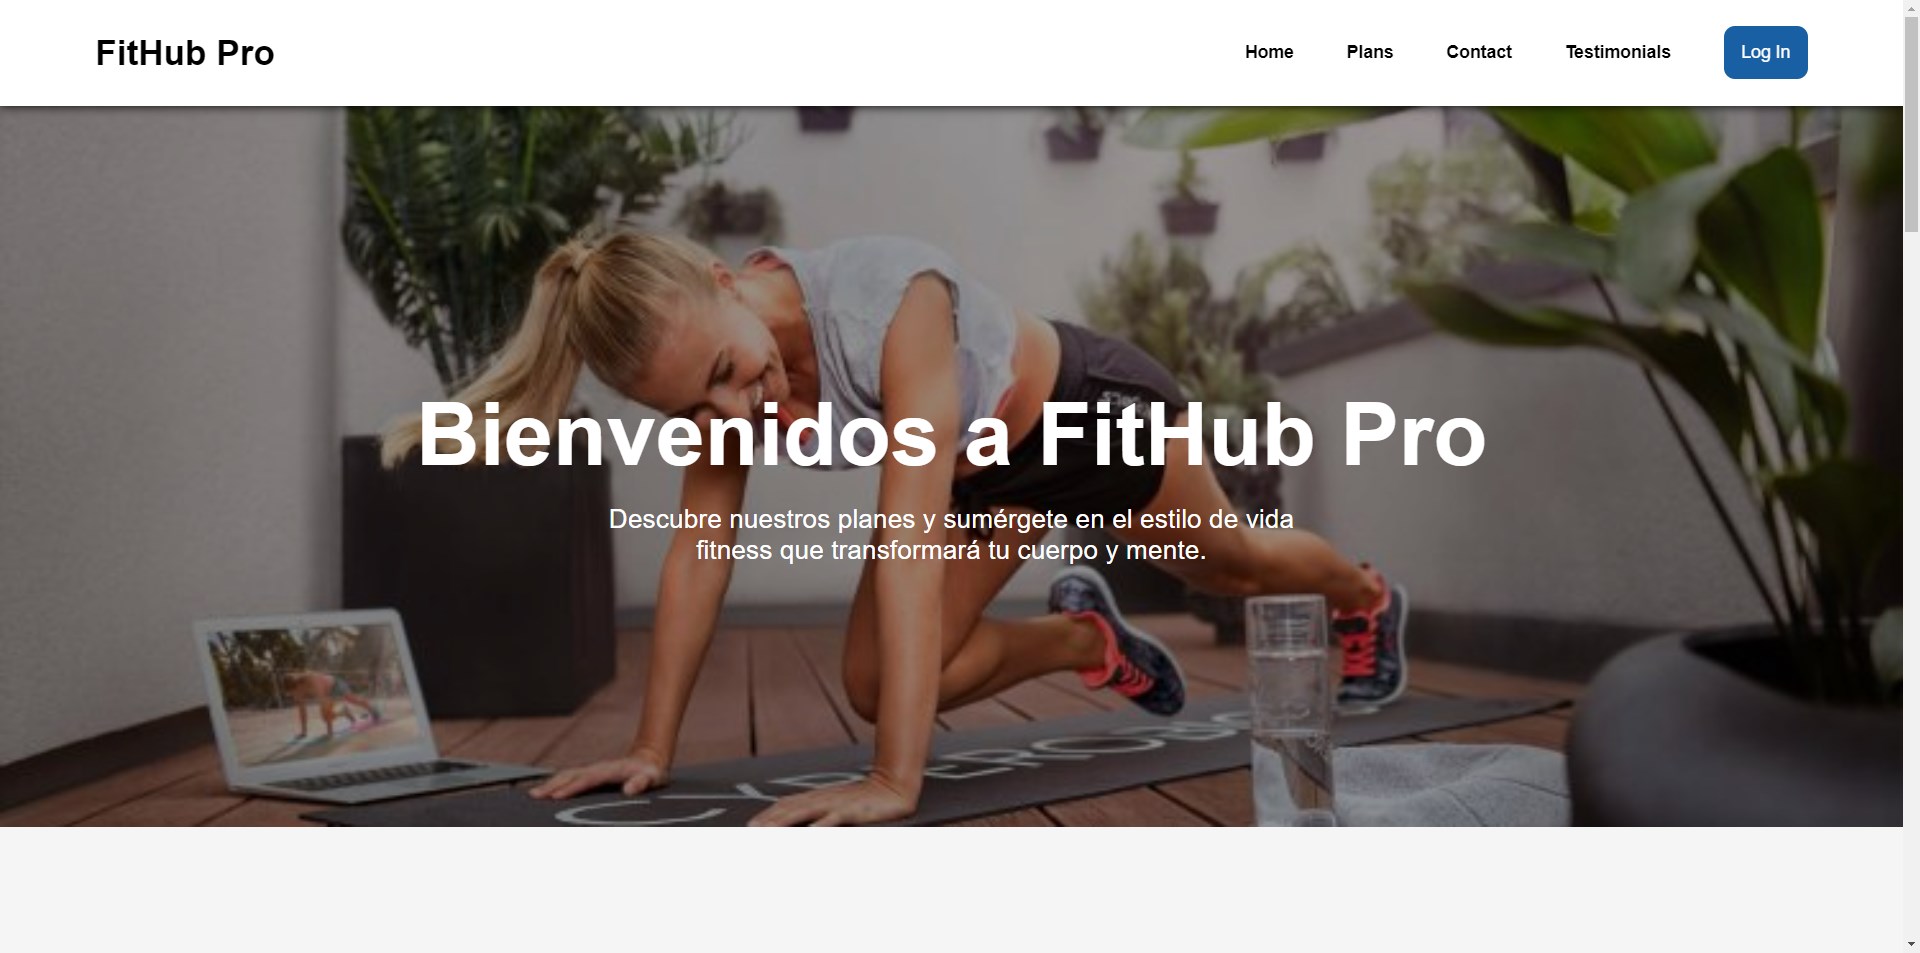 FitHub Pro
Home Plans Contact Testimonials Log In
Bienvenidos a FitHub Pro
Descubre nuestros planes y sumérgete en el estilo de vida
fitness que transformará tu cuerpo y mente.